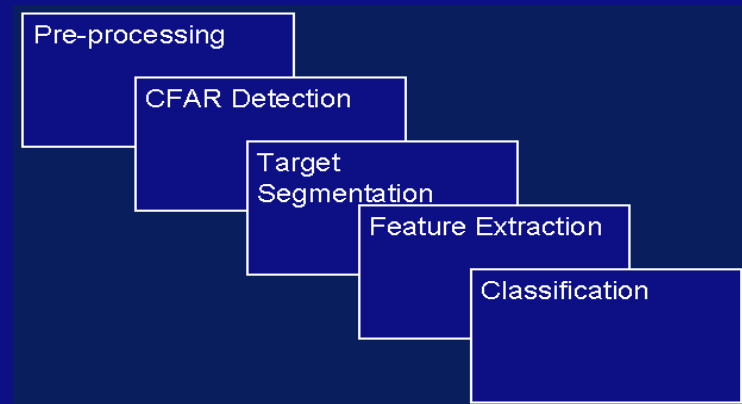 Pre-processing
CFAR Detection
Target
Segmentation
Feature Extraction
Classification